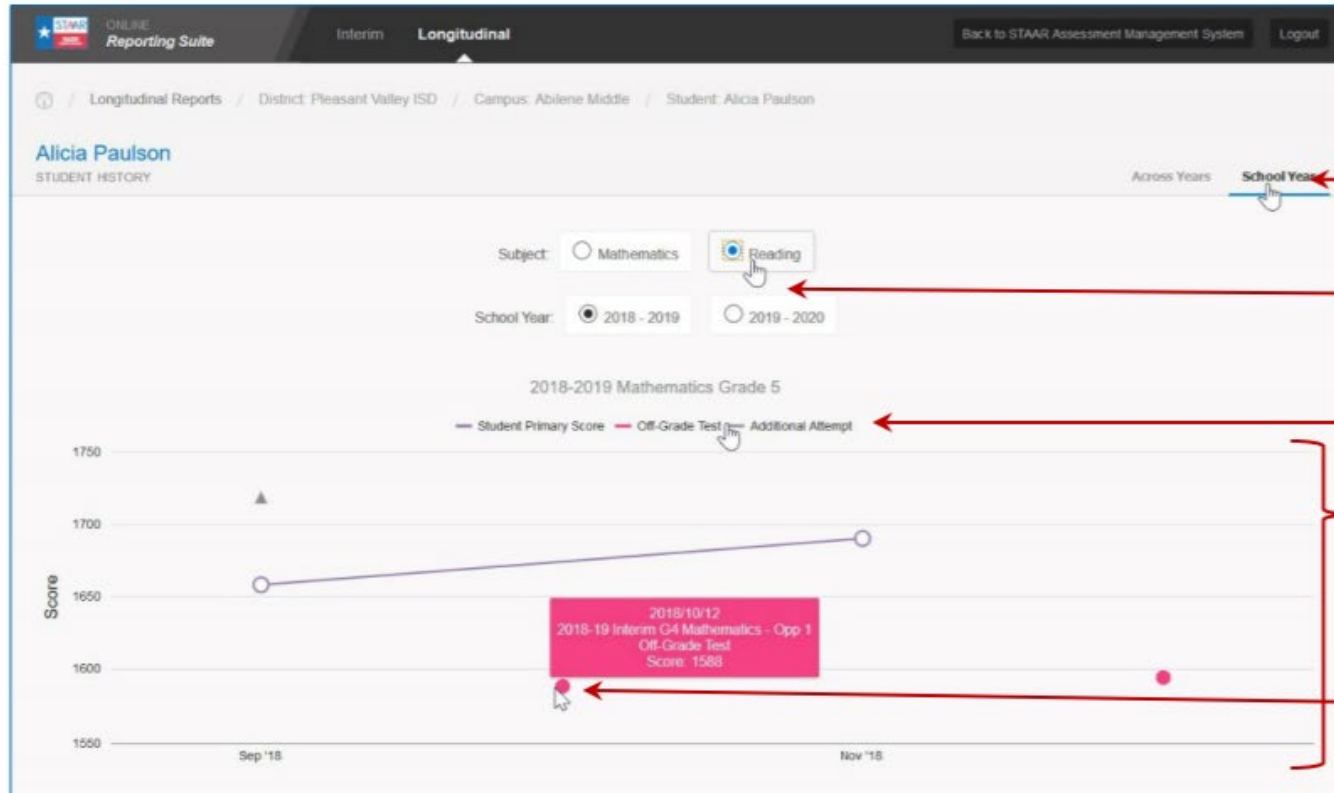 STAAR
ONLINE
Reporting Suite
Interim
Longitudinal
Back to STAAR Assessment Management System
Logout
/ Longitudinal Reports / District: Pleasant Valley ISD / Campus: Abilene Middle / Student: Alicia Paulson
Alicia Paulson
STUDENT HISTORY
Across Years
School Year
Subject: Mathematics Reading
School Year: 2018 - 2019 2019 - 2020
2018-2019 Mathematics Grade 5
Student Primary Score Off-Grade Test Additional Attempt
1750
1700
Score
1650
2018/10/12
2018-19 Interim G4 Mathematics - Opp 1
Off-Grade Test
Score: 1588
1600
1550
Sep '18 Nov '18